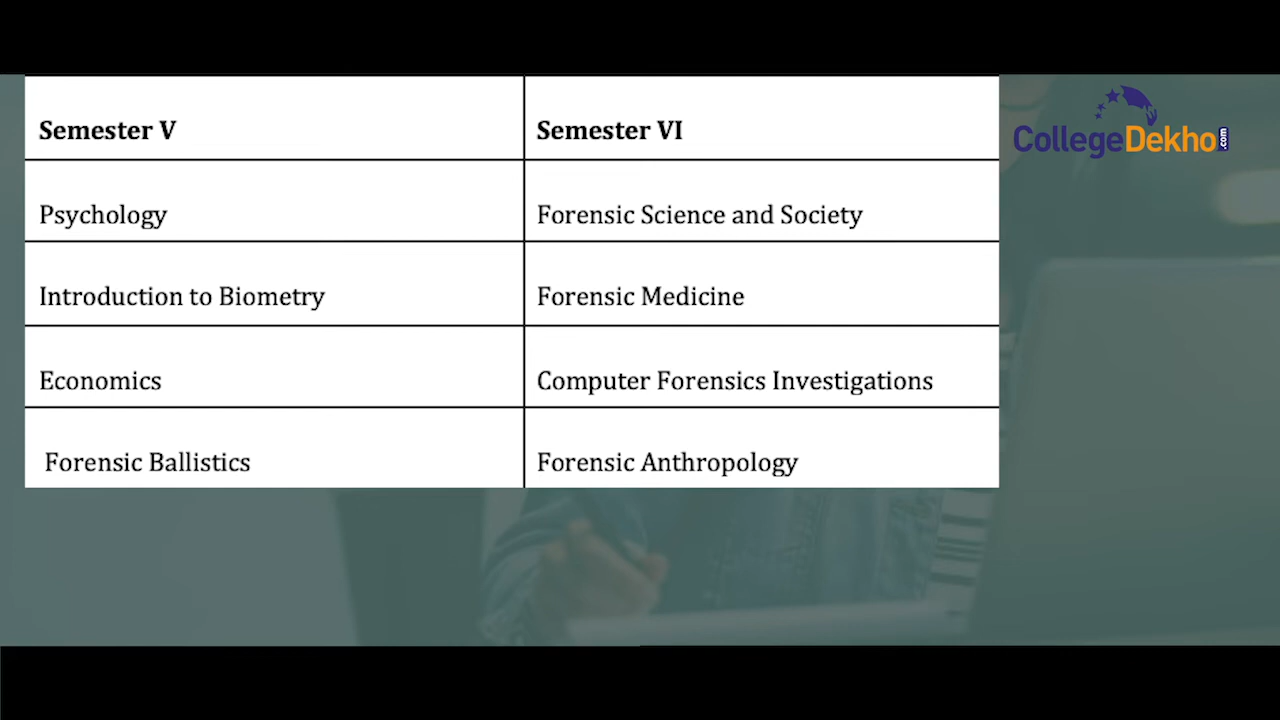 Semester V Semester VI
Psychology Forensic Science and Society
Introduction to Biometry Forensic Medicine
Economics Computer Forensics Investigations
Forensic Ballistics Forensic Anthropology
CollegeDekho.com